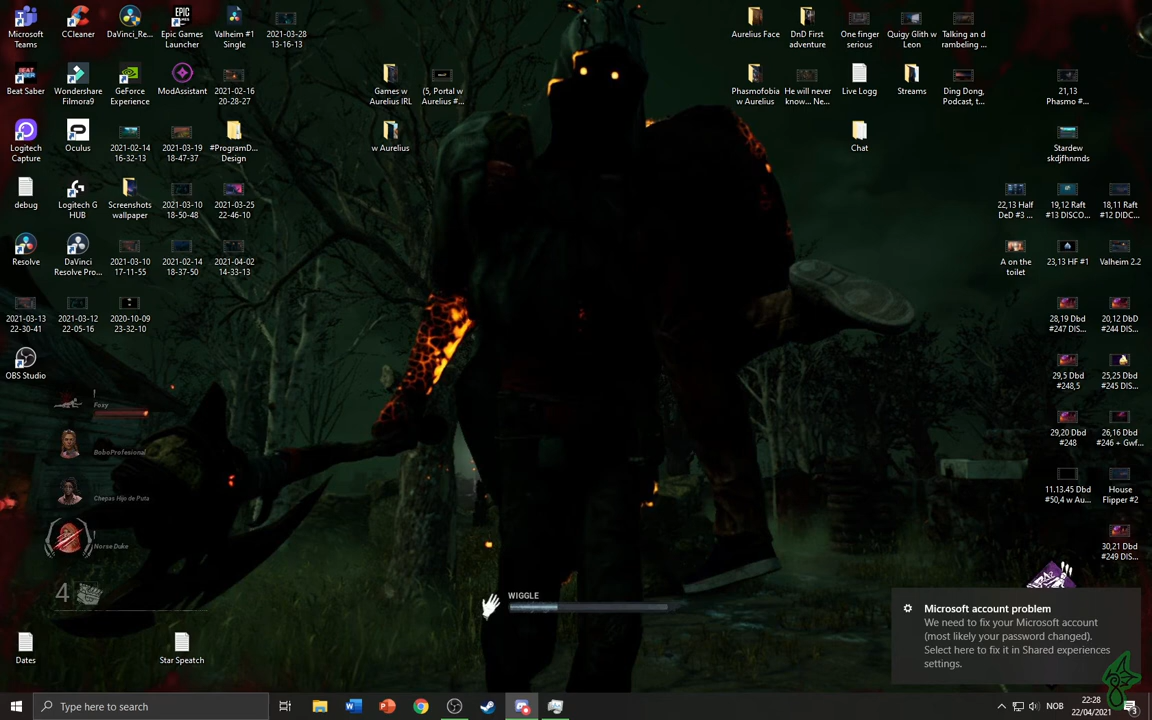 Microsoft Teams
CCleaner
DaVinci_Re...
Epic Games Launcher
Valheim #1 Single
2021-03-28 13-16-13
Aurelius Face
DnD First adventure
One finger serious
Quigy Glith w Leon
Talking an d rambeling ...
Beat Saber
Wondershare Filmora9
GeForce Experience
ModAssistant
2021-02-16 20-28-27
Games w Aurelius IRL
(5, Portal w Aurelius #...
Phasmofobia w Aurelius
He will never know... Ne...
Live Logg
Streams
Ding Dong, Podcast, t...
21,13 Phasmo #...
Logitech Capture
Oculus
2021-02-14 16-32-13
2021-03-19 18-47-37
#ProgramD... Design
w Aurelius
Chat
Stardew skdjfhnmds
debug
Logitech G HUB
Screenshots wallpaper
2021-03-10 18-50-48
2021-03-25 22-46-10
22,13 Half DeD #3 ...
19,12 Raft #13 DISCO...
18,11 Raft #12 DIDC...
Resolve
DaVinci Resolve Pro...
2021-03-10 17-11-55
2021-02-14 18-37-50
2021-04-02 14-33-13
A on the toilet
23,13 HF #1
Valheim 2.2
2021-03-13 22-30-41
2021-03-12 22-05-16
2020-10-09 23-32-10
28,19 Dbd #247 DIS...
20,12 DbD #244 DIS...
OBS Studio
29,5 Dbd #248,5
25,25 Dbd #245 DIS...
Foxy
BoboProfesional
29,20 Dbd #248
26,16 Dbd #246 + Gwf...
Chepas Hijo de Puta
11.13.45 Dbd #50,4 w Au...
House Flipper #2
Norse Duke
30,21 Dbd #249 DIS...
4
WIGGLE
Microsoft account problem
We need to fix your Microsoft account
(most likely your password changed).
Select here to fix it in Shared experiences
settings.
Dates
Star Speatch
Type here to search
NOB
22:28
22/04/2021
3